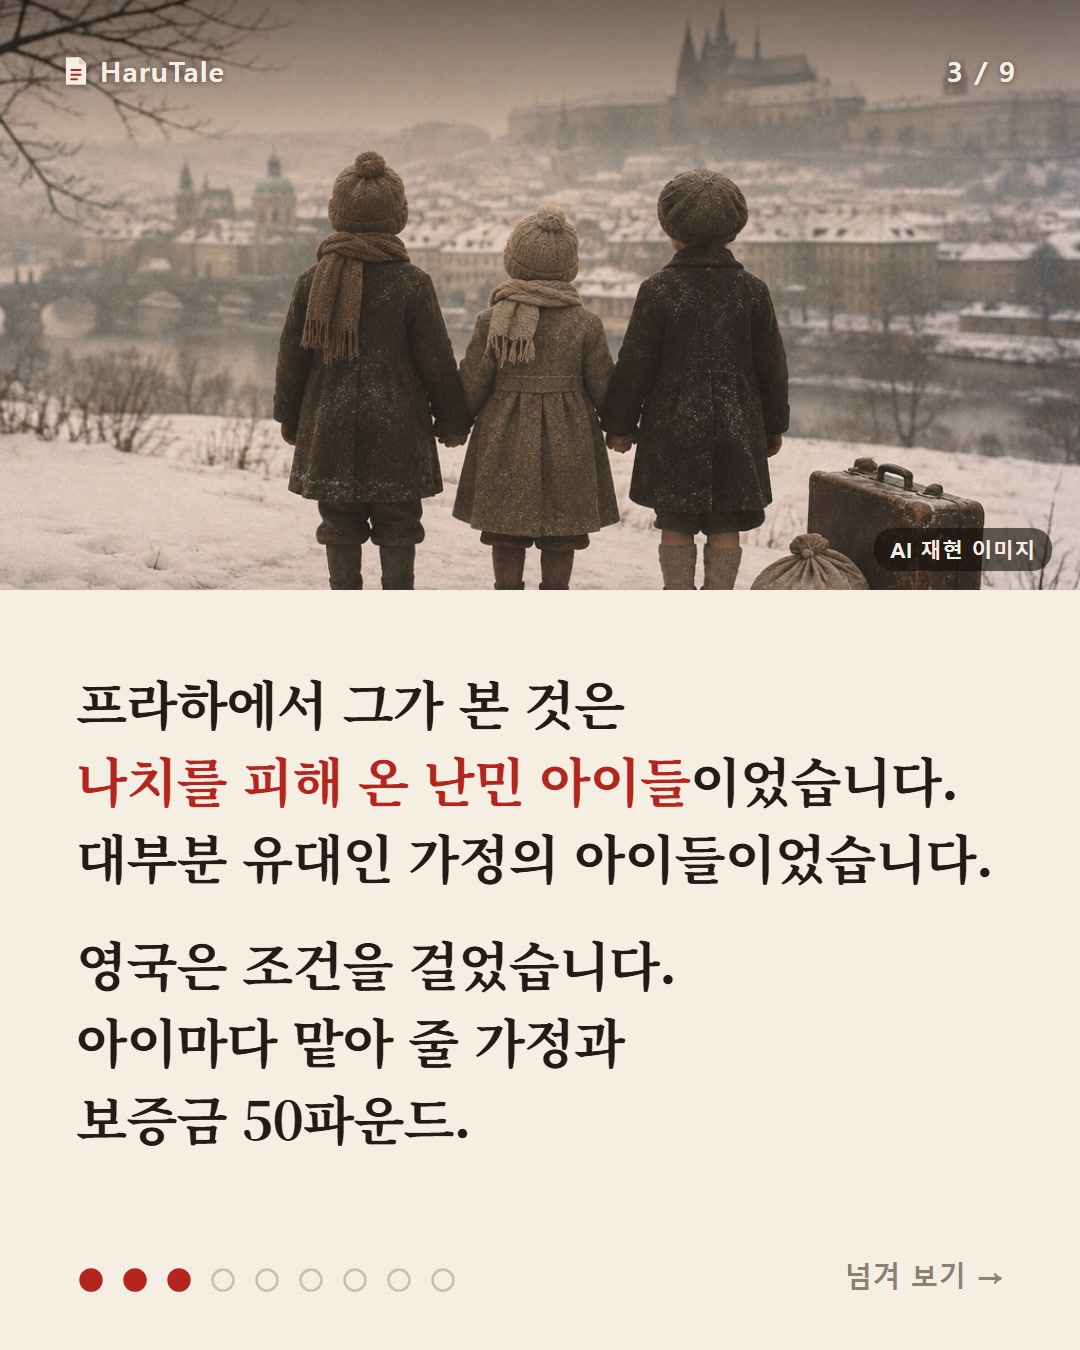 HaruTale
3 / 9
AI 재현 이미지
프라하에서 그가 본 것은
나치를 피해 온 난민 아이들이었습니다.
대부분 유대인 가정의 아이들이었습니다.
영국은 조건을 걸었습니다.
아이마다 맡아 줄 가정과
보증금 50파운드.
넘겨 보기 →